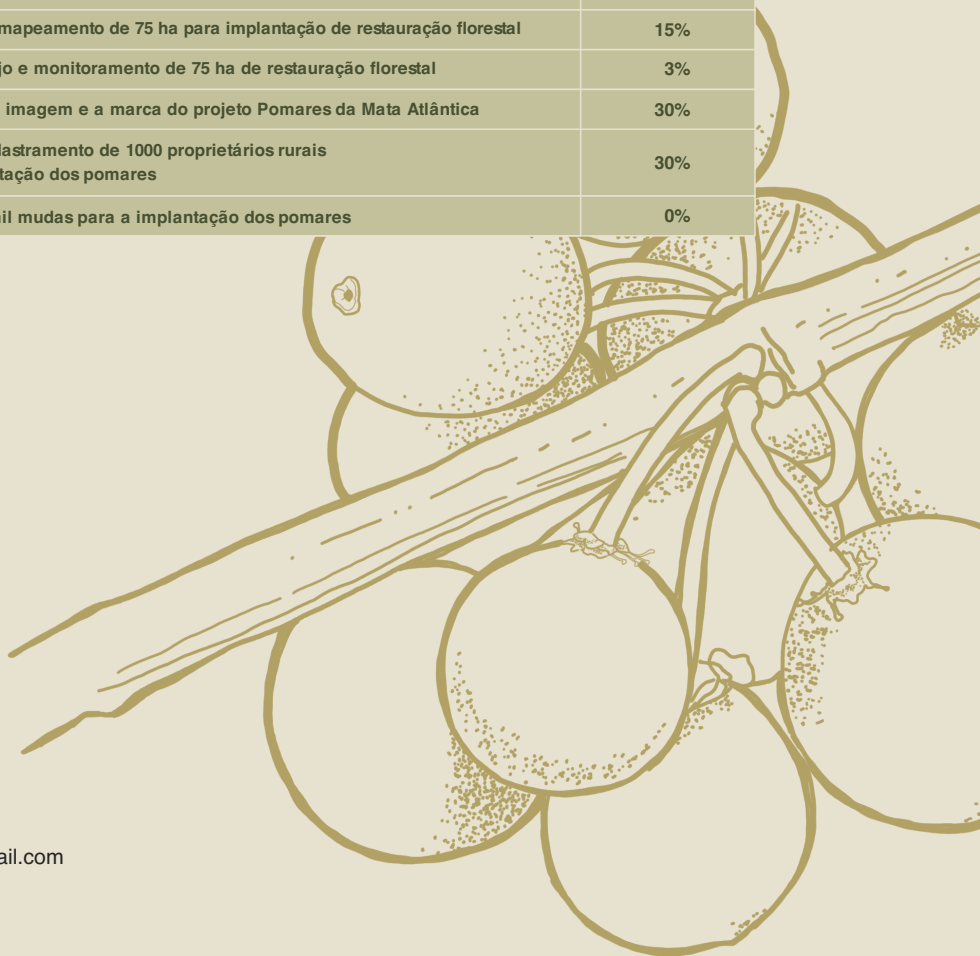 mapeamento de 75 ha para implantação de restauração florestal 15%
jo e monitoramento de 75 ha de restauração florestal 3%
imagem e a marca do projeto Pomares da Mata Atlântica 30%
lastramento de 1000 proprietários rurais
tação dos pomares 30%
il mudas para a implantação dos pomares 0%
ail.com